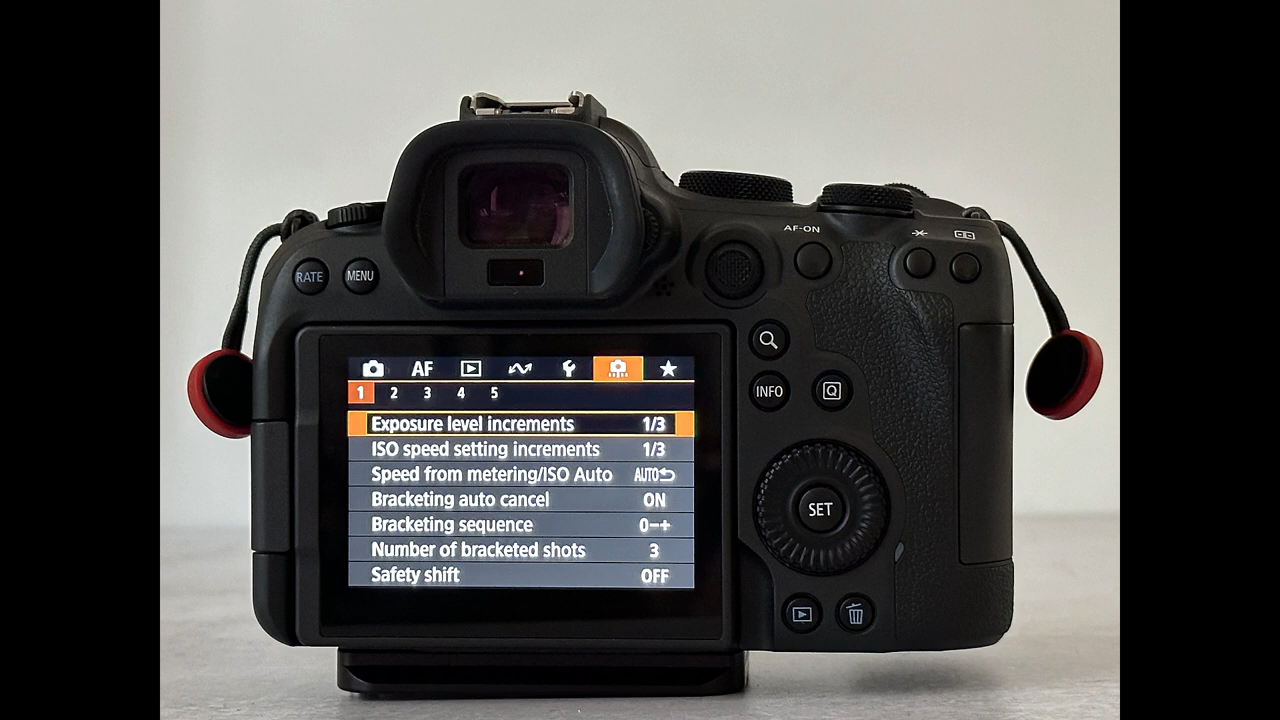 AF-ON
RATE
MENU
AF
1 2 3 4 5
Exposure level increments 1/3
ISO speed setting increments 1/3
Speed from metering/ISO Auto AUTO
Bracketing auto cancel ON
Bracketing sequence 0−+
Number of bracketed shots 3
Safety shift OFF
INFO
Q
SET